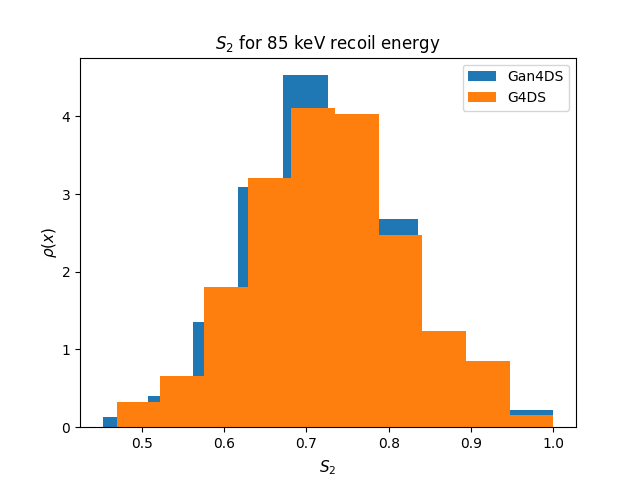 S₂ for 85 keV recoil energy
Gan4DS
G4DS
ρ(x)
4
3
2
1
0
0.5 0.6 0.7 0.8 0.9 1.0
S₂